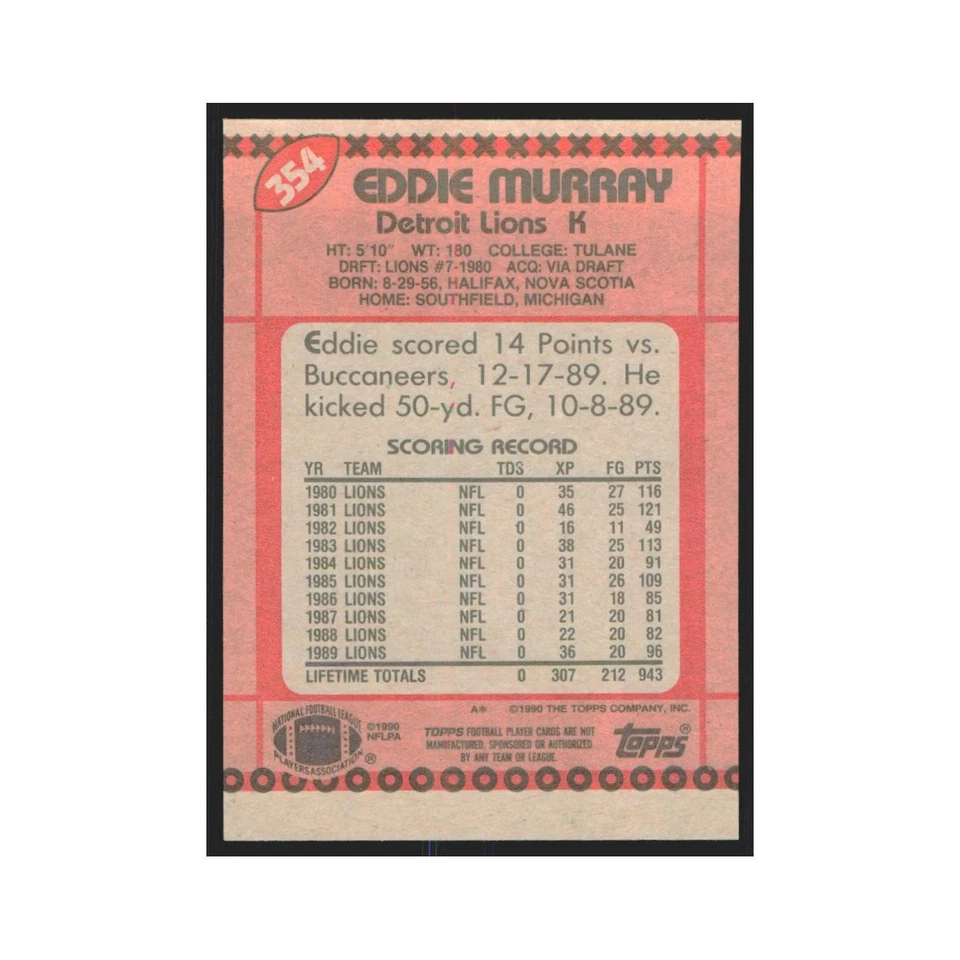 354
EDDIE MURRAY
Detroit Lions K
HT: 5'10" WT: 180 COLLEGE: TULANE
DRFT: LIONS #7-1980 ACQ: VIA DRAFT
BORN: 8-29-56, HALIFAX, NOVA SCOTIA
HOME: SOUTHFIELD, MICHIGAN
Eddie scored 14 Points vs.
Buccaneers, 12-17-89. He
kicked 50-yd. FG, 10-8-89.
SCORING RECORD
YR TEAM TDS XP FG PTS
1980 LIONS NFL 0 35 27 116
1981 LIONS NFL 0 46 25 121
1982 LIONS NFL 0 16 11 49
1983 LIONS NFL 0 38 25 113
1984 LIONS NFL 0 31 20 91
1985 LIONS NFL 0 31 26 109
1986 LIONS NFL 0 31 18 85
1987 LIONS NFL 0 21 20 81
1988 LIONS NFL 0 22 20 82
1989 LIONS NFL 0 36 20 96
LIFETIME TOTALS 0 307 212 943
A* ©1990 THE TOPPS COMPANY, INC.
NATIONAL FOOTBALL LEAGUE
PLAYERS ASSOCIATION ®
©1990
NFLPA
TOPPS FOOTBALL PLAYER CARDS ARE NOT
MANUFACTURED, SPONSORED OR AUTHORIZED
BY ANY TEAM OR LEAGUE.
topps®